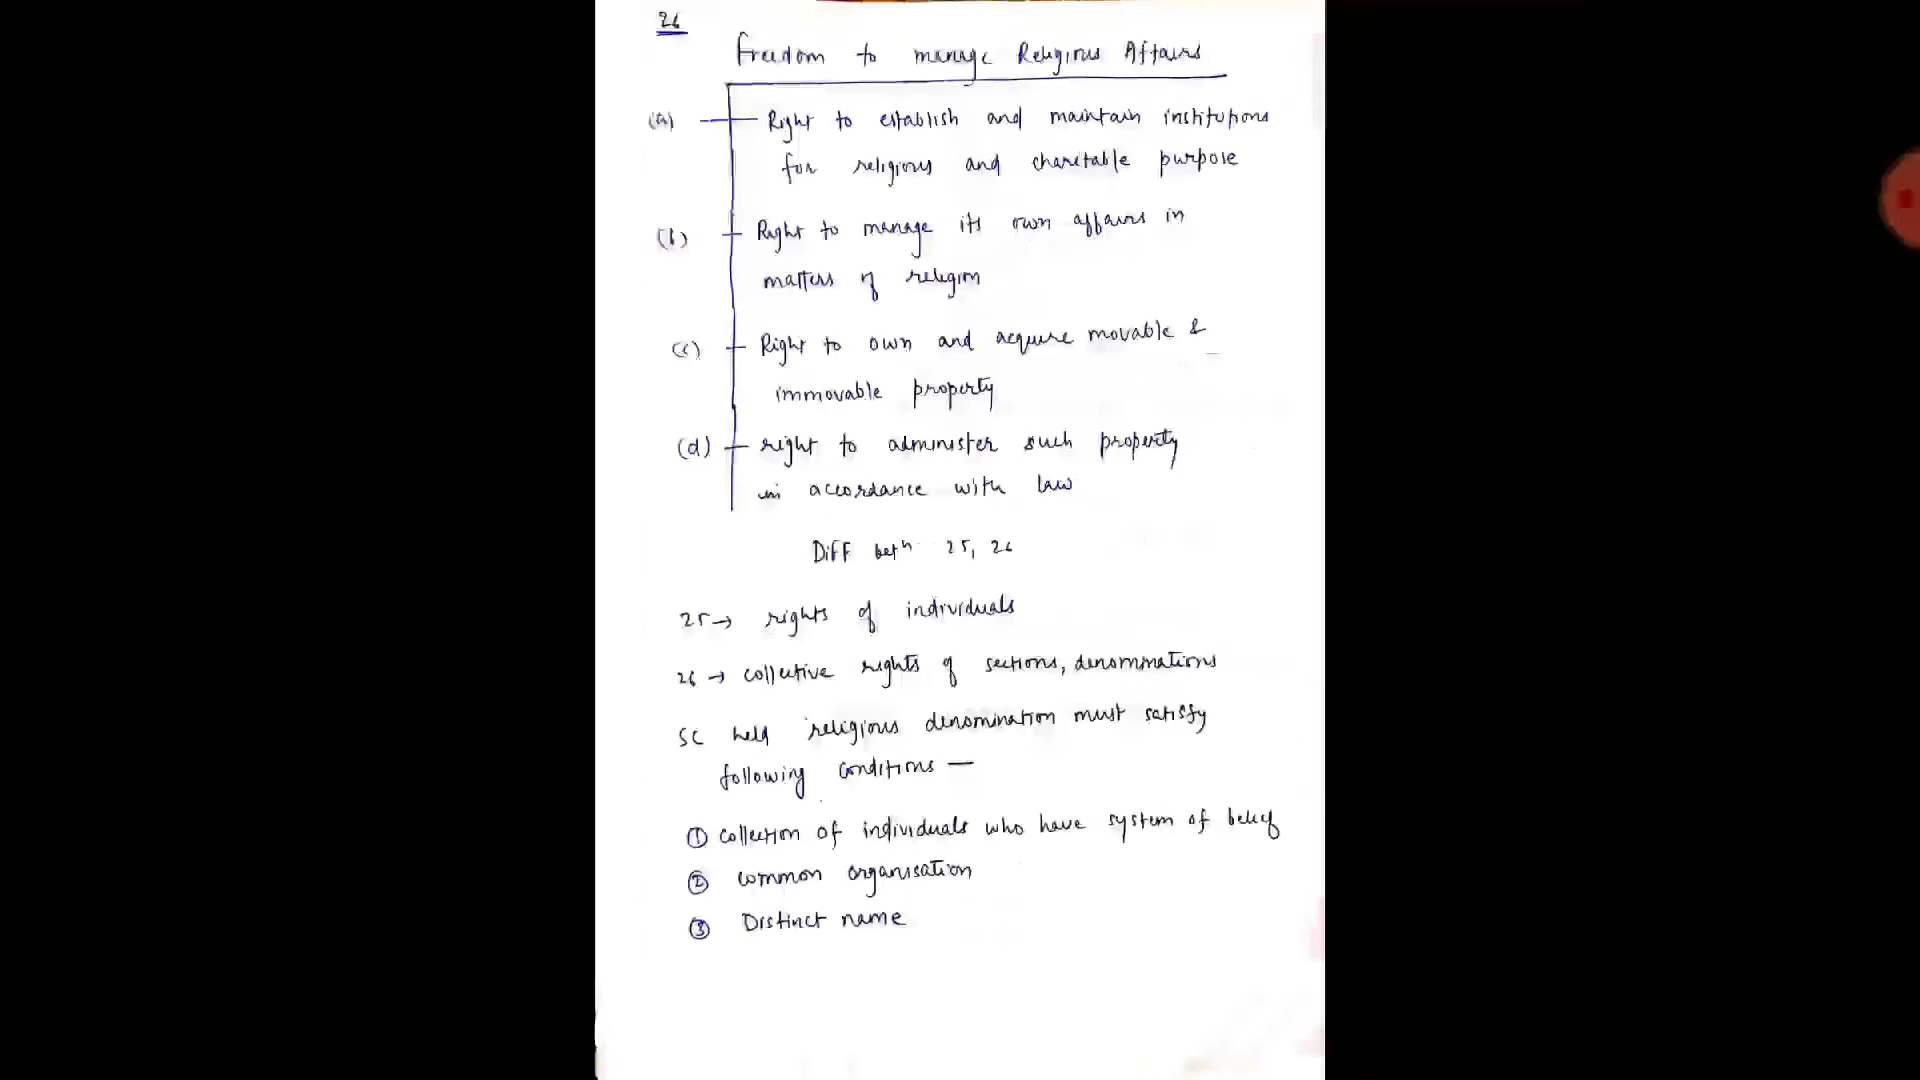 26
Freedom to manage Religious Affairs
(a) Right to establish and maintain institutions
for religious and charitable purpose
(b) Right to manage its own affairs in
matters of religion
(c) Right to own and acquire movable &
immovable property
(d) right to administer such property
in accordance with law
Diff betn 25, 26
25 → rights of individuals
26 → collective rights of sections, denominations
SC held religious denomination must satisfy
following conditions —
① collection of individuals who have system of belief
② common organisation
③ Distinct name